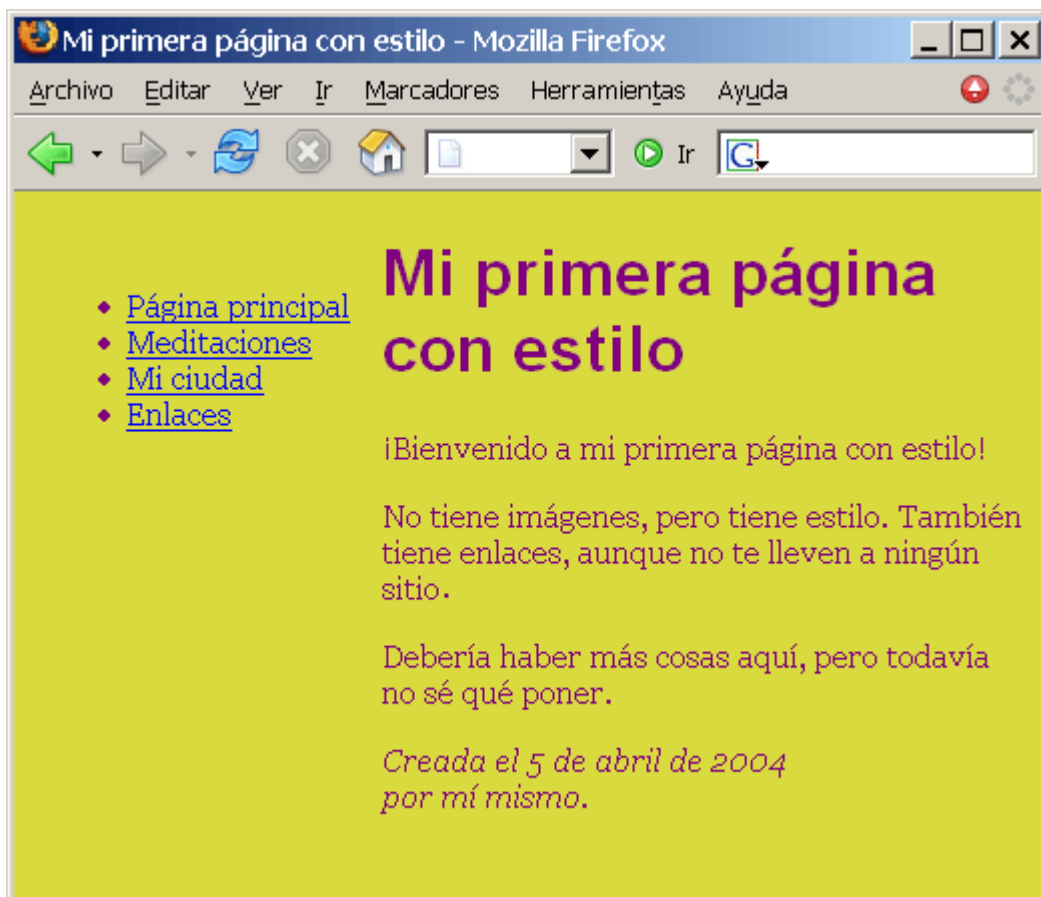 Mi primera página con estilo - Mozilla Firefox
Archivo Editar Ver Ir Marcadores Herramientas Ayuda
Ir G
Mi primera página
con estilo
Página principal
Meditaciones
Mi ciudad
Enlaces
¡Bienvenido a mi primera página con estilo!
No tiene imágenes, pero tiene estilo. También
tiene enlaces, aunque no te lleven a ningún
sitio.
Debería haber más cosas aquí, pero todavía
no sé qué poner.
Creada el 5 de abril de 2004
por mí mismo.